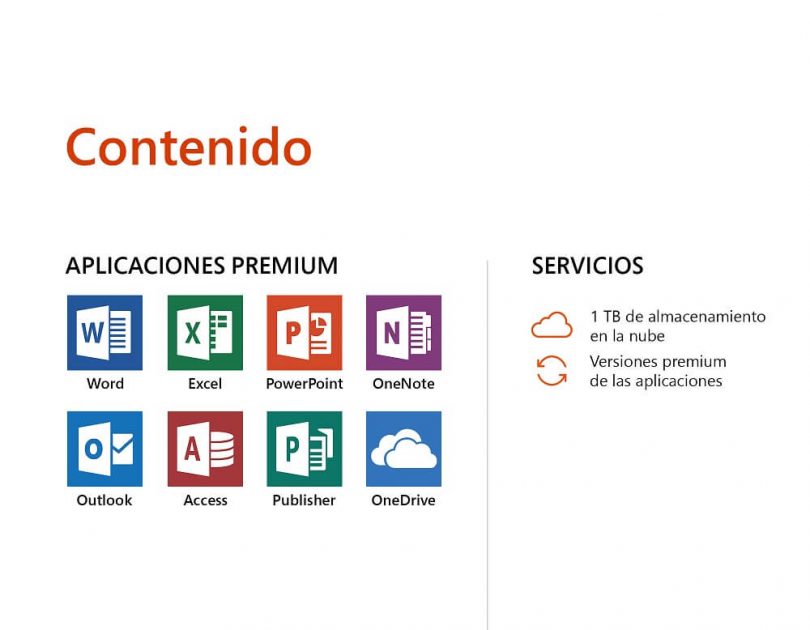 Contenido
APLICACIONES PREMIUM
Word
Excel
PowerPoint
OneNote
Outlook
Access
Publisher
OneDrive
SERVICIOS
1 TB de almacenamiento
en la nube
Versiones premium
de las aplicaciones